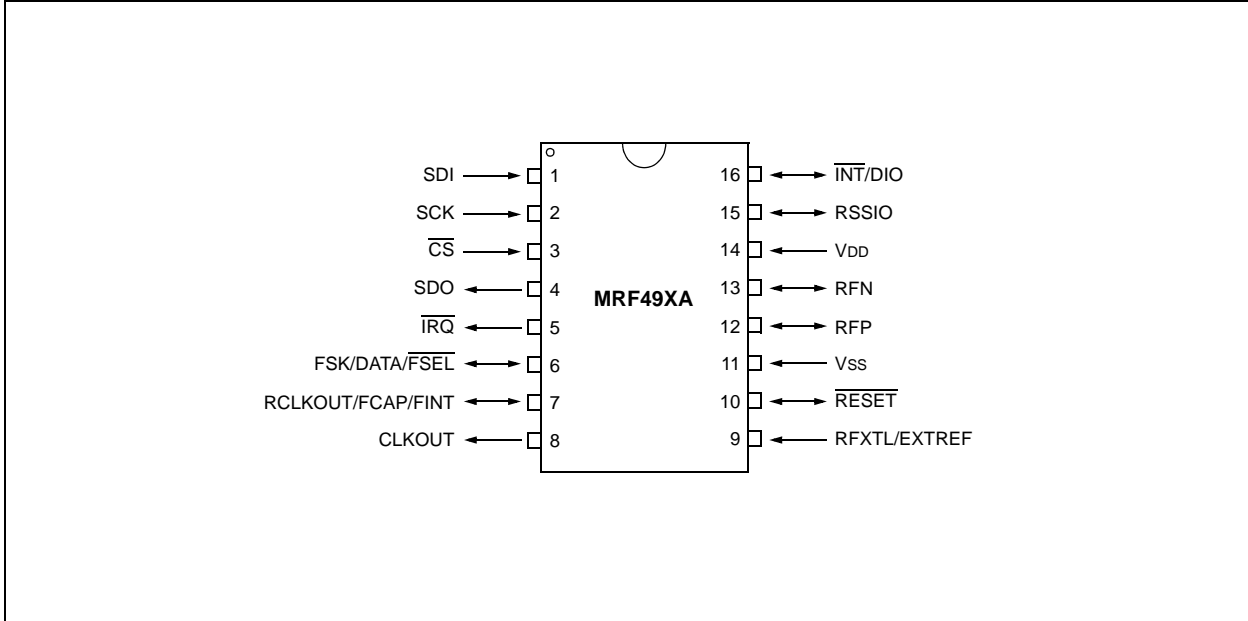 SDI 1 16 INT/DIO
SCK 2 15 RSSIO
CS 3 14 VDD
SDO 4 13 RFN
MRF49XA
IRQ 5 12 RFP
FSK/DATA/FSEL 6 11 VSS
RCLKOUT/FCAP/FINT 7 10 RESET
CLKOUT 8 9 RFXTL/EXTREF